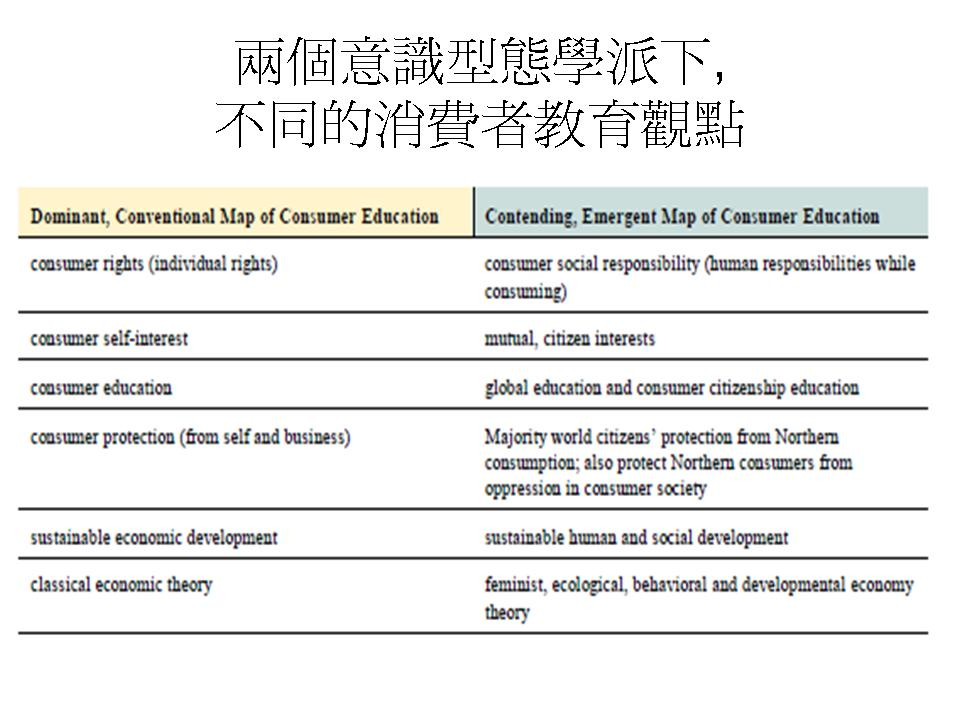 兩個意識型態學派下,
不同的消費者教育觀點
Dominant, Conventional Map of Consumer Education
Contending, Emergent Map of Consumer Education
consumer rights (individual rights)
consumer social responsibility (human responsibilities while
consuming)
consumer self-interest
mutual, citizen interests
consumer education
global education and consumer citizenship education
consumer protection (from self and business)
Majority world citizens’ protection from Northern
consumption; also protect Northern consumers from
oppression in consumer society
sustainable economic development
sustainable human and social development
classical economic theory
feminist, ecological, behavioral and developmental economy
theory